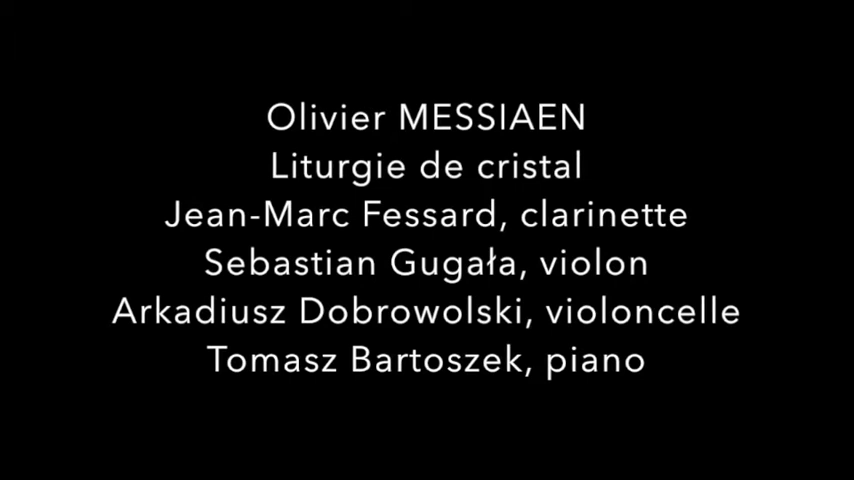 Olivier MESSIAEN
Liturgie de cristal
Jean-Marc Fessard, clarinette
Sebastian Gugała, violon
Arkadiusz Dobrowolski, violoncelle
Tomasz Bartoszek, piano